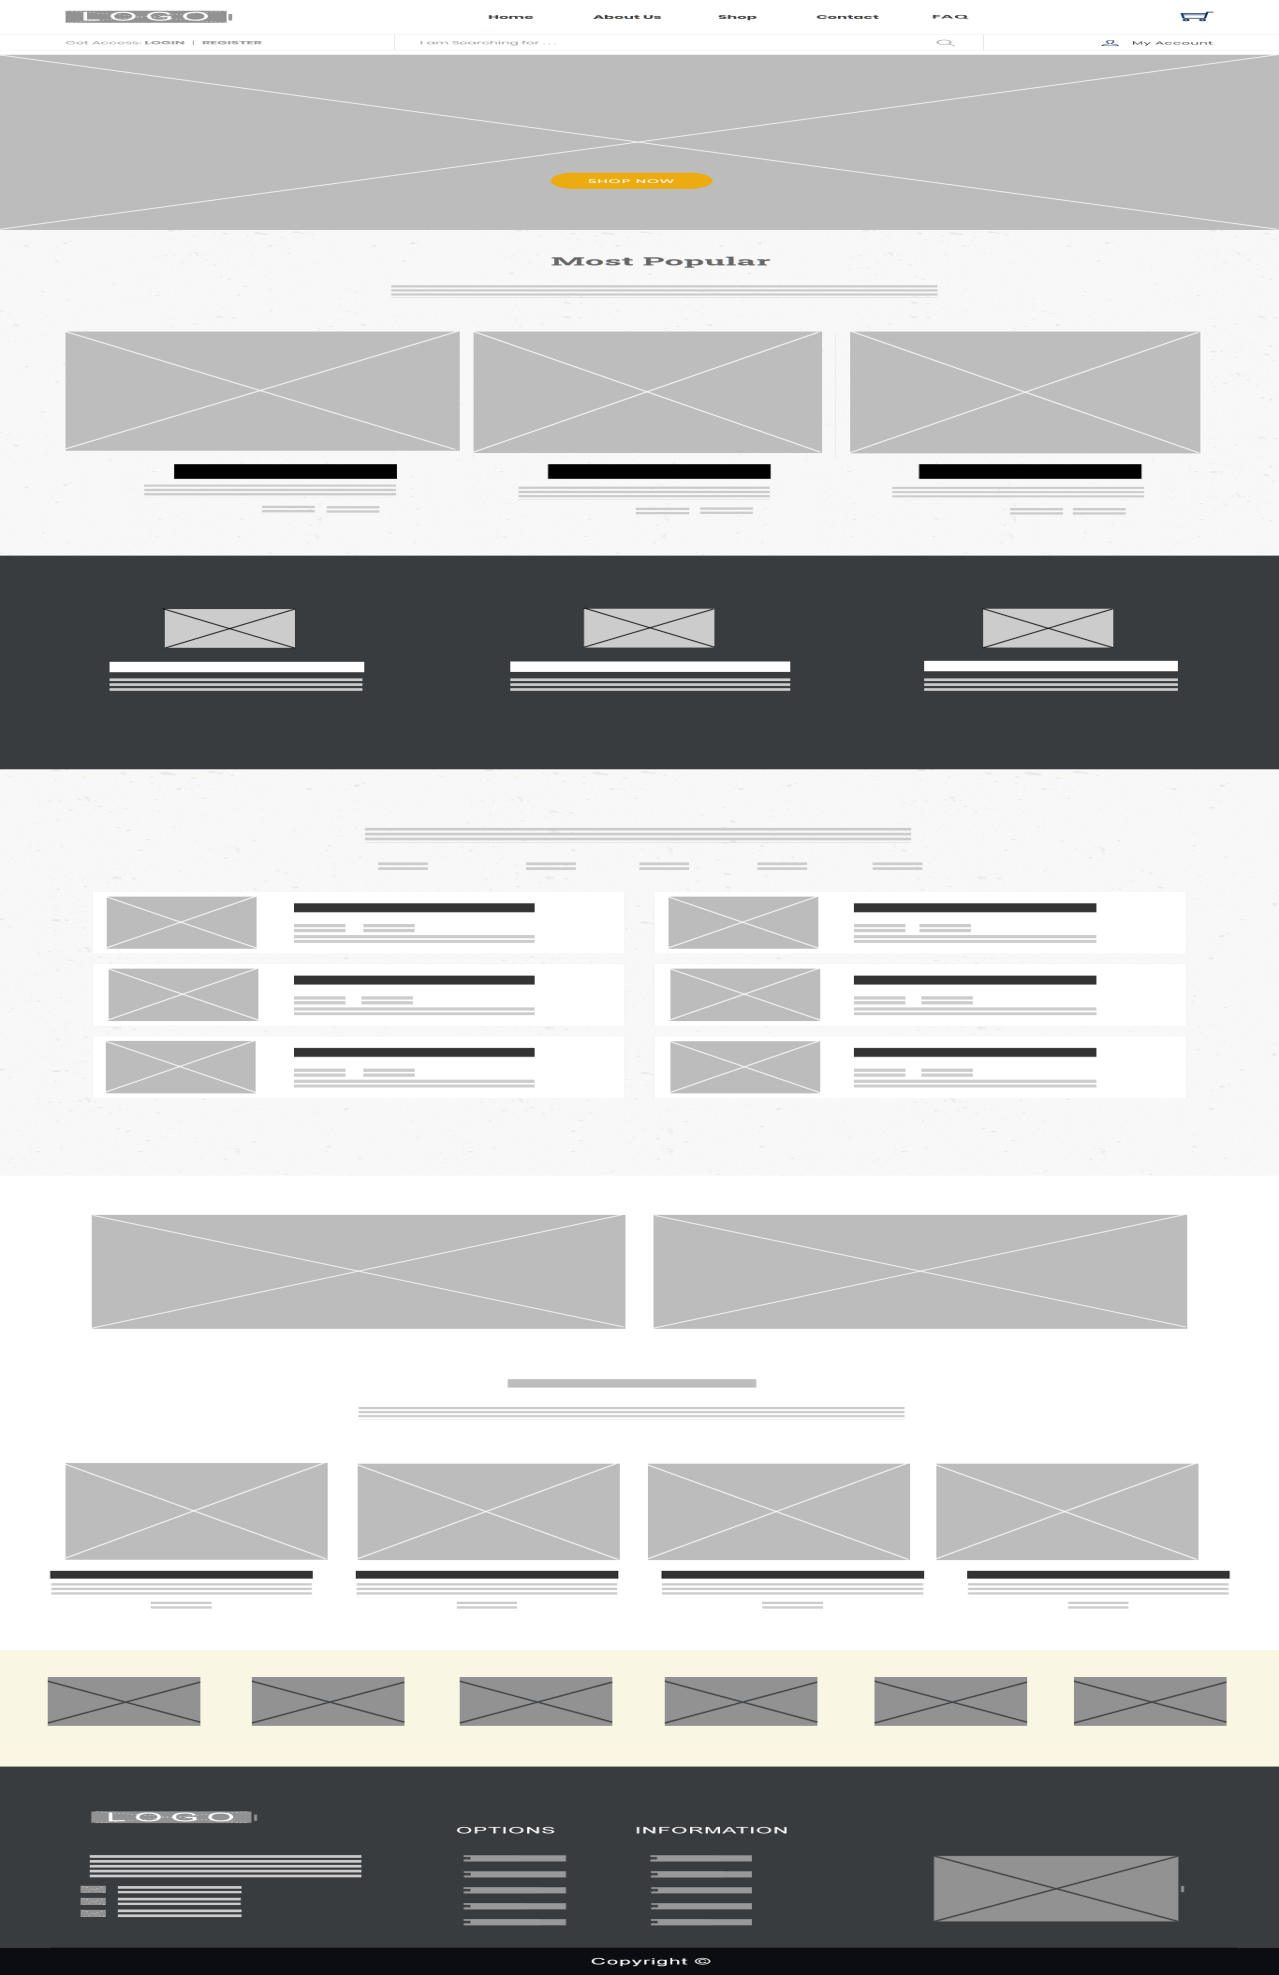 LOGO
Home About Us Shop Contact FAQ
Got Access: LOGIN | REGISTER
I am Searching for . . .
My Account
SHOP NOW
Most Popular
LOGO
OPTIONS
INFORMATION
Copyright ©